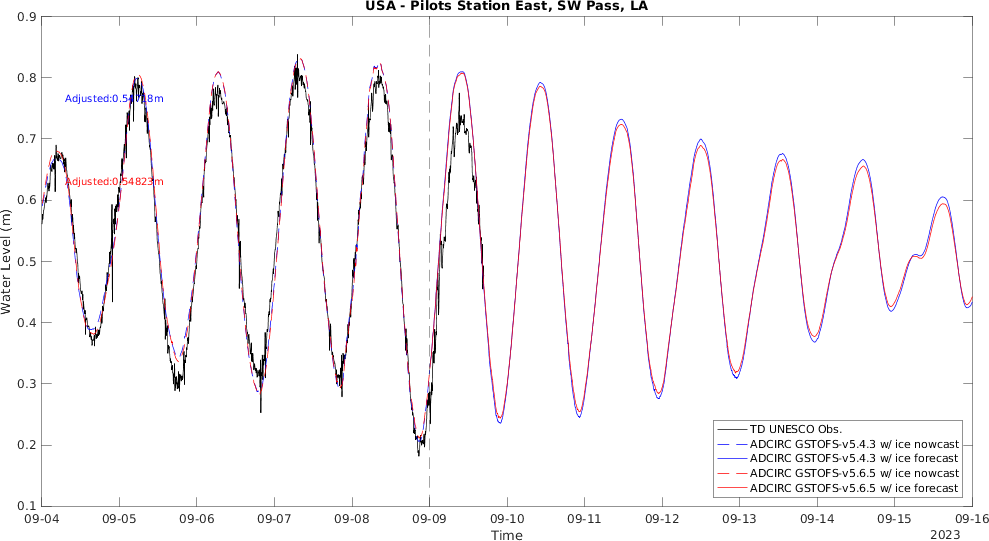 USA - Pilots Station East, SW Pass, LA
0.9
0.8
0.7
0.6
0.5
0.4
0.3
0.2
0.1
Water Level (m)
Adjusted:0.54823m
TD UNESCO Obs.
ADCIRC GSTOFS-v5.4.3 w/ ice nowcast
ADCIRC GSTOFS-v5.4.3 w/ ice forecast
ADCIRC GSTOFS-v5.6.5 w/ ice nowcast
ADCIRC GSTOFS-v5.6.5 w/ ice forecast
09-04 09-05 09-06 09-07 09-08 09-09 09-10 09-11 09-12 09-13 09-14 09-15 09-16
Time
2023